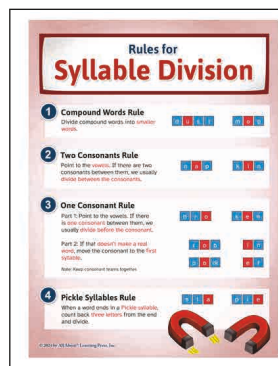 Rules for
Syllable Division
1 Compound Words Rule
Divide compound words into smaller
words.
2 Two Consonants Rule
Point to the vowels. If there are two
consonants between them, we usually
divide between the consonants.
3 One Consonant Rule
Part 1: Point to the vowels. If there
is one consonant between them, we
usually divide before the consonant.
Part 2: If that doesn't make a real
word, move the consonant to the
first syllable.
Note: Keep consonant teams together.
4 Pickle Syllables Rule
When a word ends in a Pickle syllable,
count back three letters from the end
and divide.